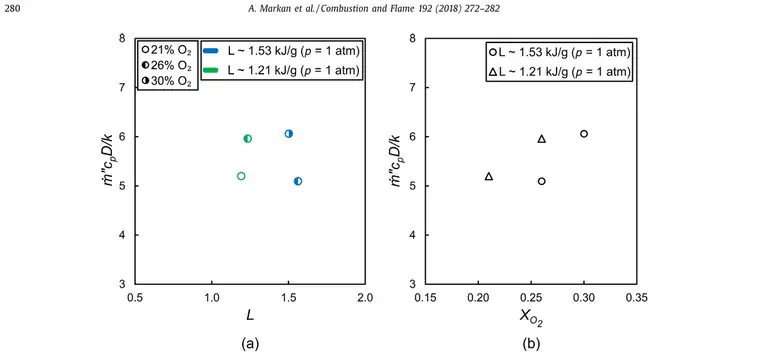 280
A. Markan et al. / Combustion and Flame 192 (2018) 272–282
21% O₂
26% O₂
30% O₂
L ~ 1.53 kJ/g (p = 1 atm)
L ~ 1.21 kJ/g (p = 1 atm)
8
7
6
5
4
3
ṁ"cₚD/k
0.5 1.0 1.5 2.0
L
(a)
L ~ 1.53 kJ/g (p = 1 atm)
L ~ 1.21 kJ/g (p = 1 atm)
8
7
6
5
4
3
ṁ"cₚD/k
0.15 0.20 0.25 0.30 0.35
X_O₂
(b)